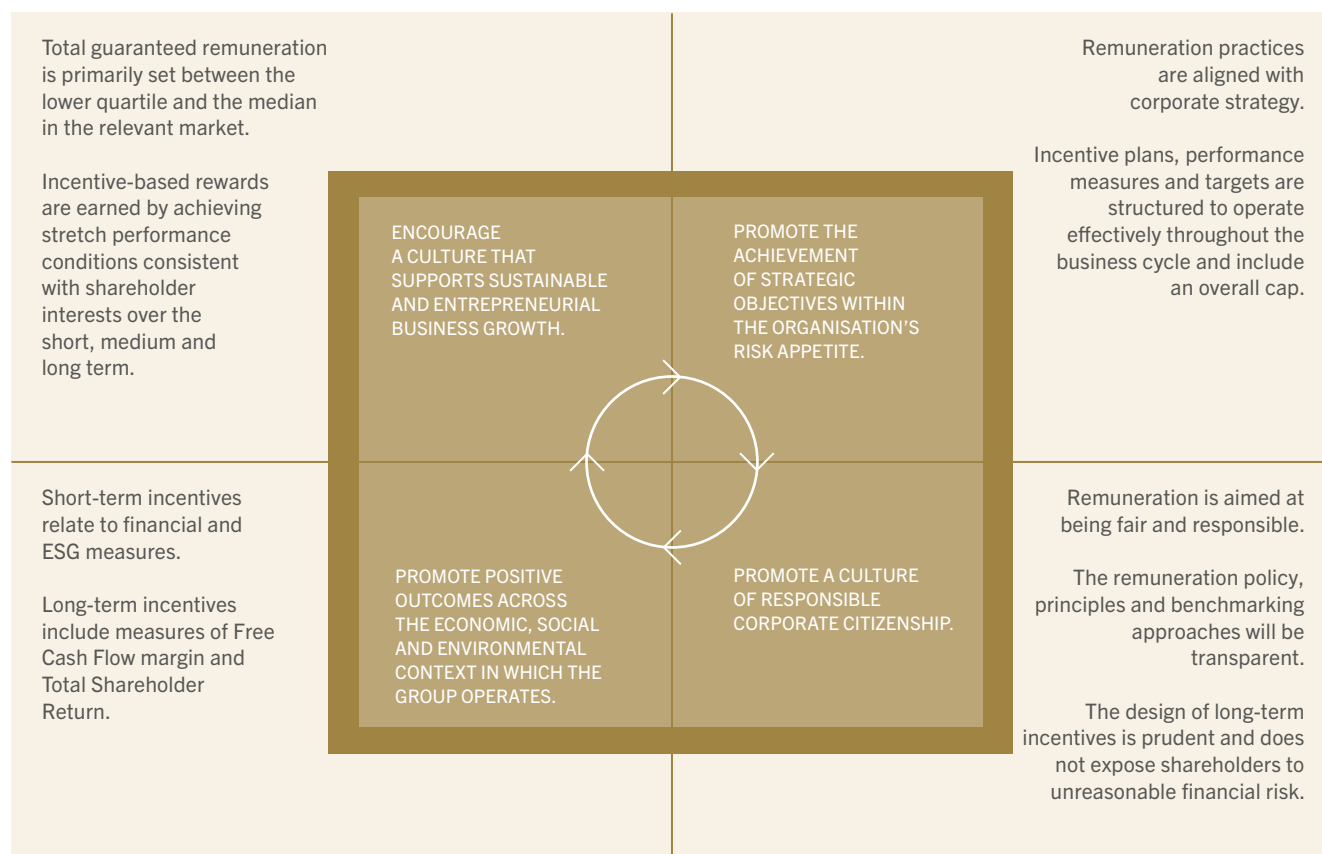 Total guaranteed remuneration
is primarily set between the
lower quartile and the median
in the relevant market.
Incentive-based rewards
are earned by achieving
stretch performance
conditions consistent
with shareholder
interests over the
short, medium and
long term.
ENCOURAGE
A CULTURE THAT
SUPPORTS SUSTAINABLE
AND ENTREPRENEURIAL
BUSINESS GROWTH.
PROMOTE THE
ACHIEVEMENT
OF STRATEGIC
OBJECTIVES WITHIN
THE ORGANISATION’S
RISK APPETITE.
Remuneration practices
are aligned with
corporate strategy.
Incentive plans, performance
measures and targets are
structured to operate
effectively throughout the
business cycle and include
an overall cap.
Short-term incentives
relate to financial and
ESG measures.
Long-term incentives
include measures of Free
Cash Flow margin and
Total Shareholder
Return.
PROMOTE POSITIVE
OUTCOMES ACROSS
THE ECONOMIC, SOCIAL
AND ENVIRONMENTAL
CONTEXT IN WHICH THE
GROUP OPERATES.
PROMOTE A CULTURE
OF RESPONSIBLE
CORPORATE CITIZENSHIP.
Remuneration is aimed at
being fair and responsible.
The remuneration policy,
principles and benchmarking
approaches will be
transparent.
The design of long-term
incentives is prudent and does
not expose shareholders to
unreasonable financial risk.